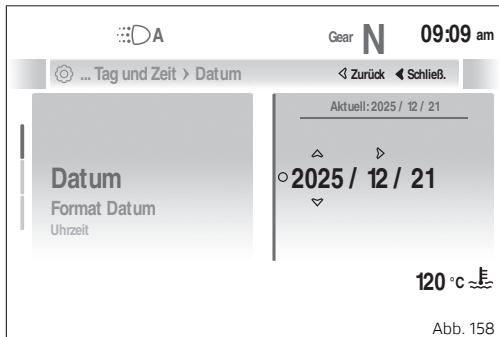 A Gear N 09:09 am
... Tag und Zeit > Datum ◁ Zurück ◀ Schließ.
Aktuell: 2025 / 12 / 21
Datum
2025 / 12 / 21
Format Datum
Uhrzeit
120 °C
Abb. 158